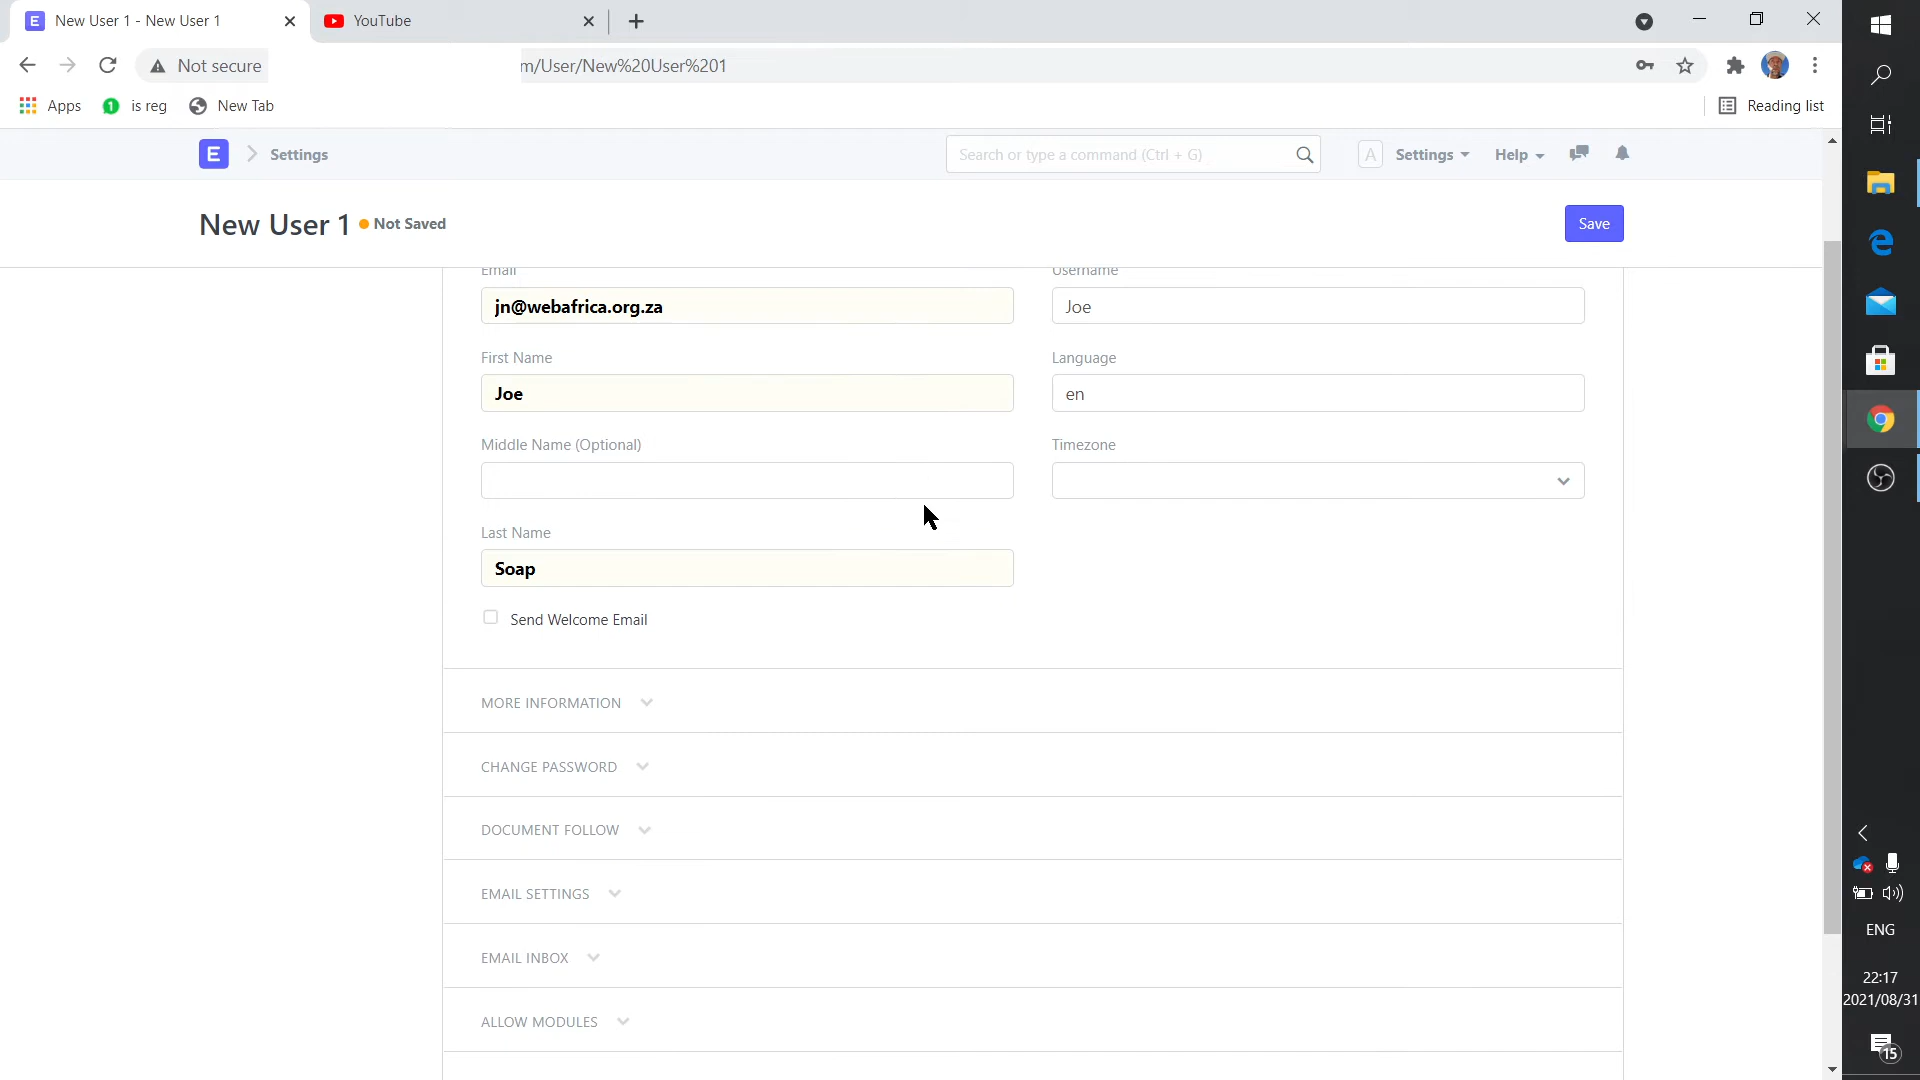 New User 1 - New User 1
YouTube
Not secure
m/User/New%20User%201
Apps
1
is reg
New Tab
Reading list
E
Settings
Search or type a command (Ctrl + G)
A
Settings
Help
New User 1
Not Saved
Save
Email
Username
jn@webafrica.org.za
Joe
First Name
Language
Joe
en
Middle Name (Optional)
Timezone
Last Name
Soap
Send Welcome Email
MORE INFORMATION
CHANGE PASSWORD
DOCUMENT FOLLOW
EMAIL SETTINGS
EMAIL INBOX
ALLOW MODULES
ENG
22:17
2021/08/31
15